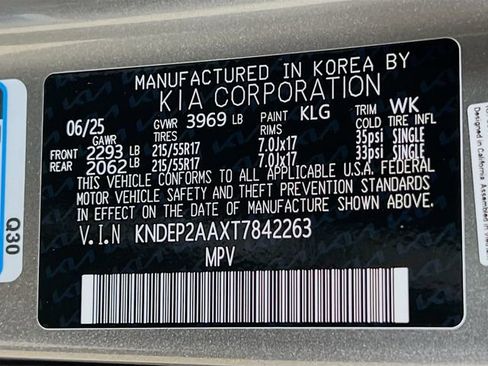 MANUFACTURED IN KOREA BY
KIA CORPORATION
06/25 GVWR 3969 LB PAINT KLG TRIM WK
GAWR TIRES RIMS COLD TIRE INFL
FRONT 2293 LB 215/55R17 7.0Jx17 35psi SINGLE
REAR 2062 LB 215/55R17 7.0Jx17 33psi SINGLE
THIS VEHICLE CONFORMS TO ALL APPLICABLE U.S.A. FEDERAL
MOTOR VEHICLE SAFETY AND THEFT PREVENTION STANDARDS
IN EFFECT ON THE DATE OF MANUFACTURE SHOWN ABOVE.
V.I.N KNDEP2AAXT7842263
MPV
Q30
Designed in California